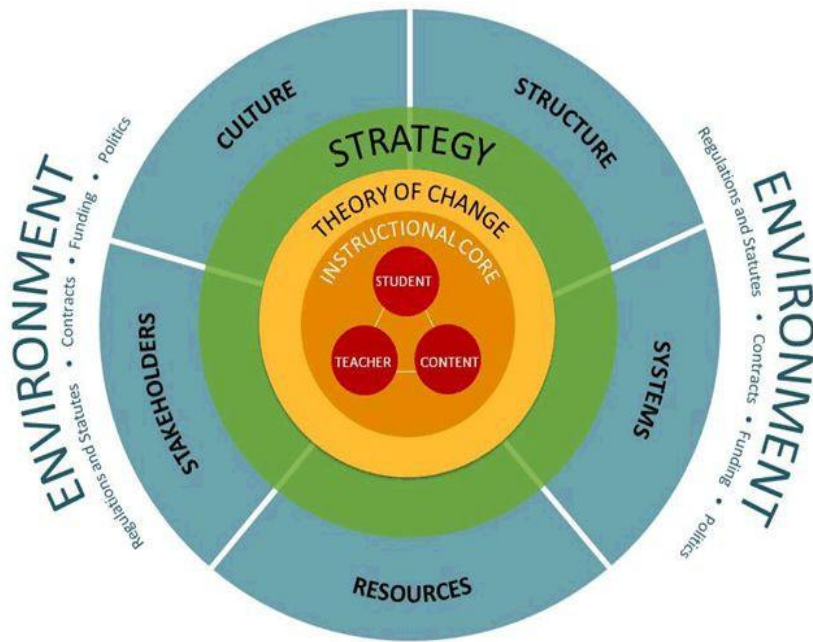 ENVIRONMENT
Regulations and Statutes • Contracts • Funding • Politics
CULTURE
STRUCTURE
STRATEGY
THEORY OF CHANGE
INSTRUCTIONAL CORE
STUDENT
TEACHER
CONTENT
STAKEHOLDERS
SYSTEMS
RESOURCES
ENVIRONMENT
Regulations and Statutes • Contracts • Funding • Politics